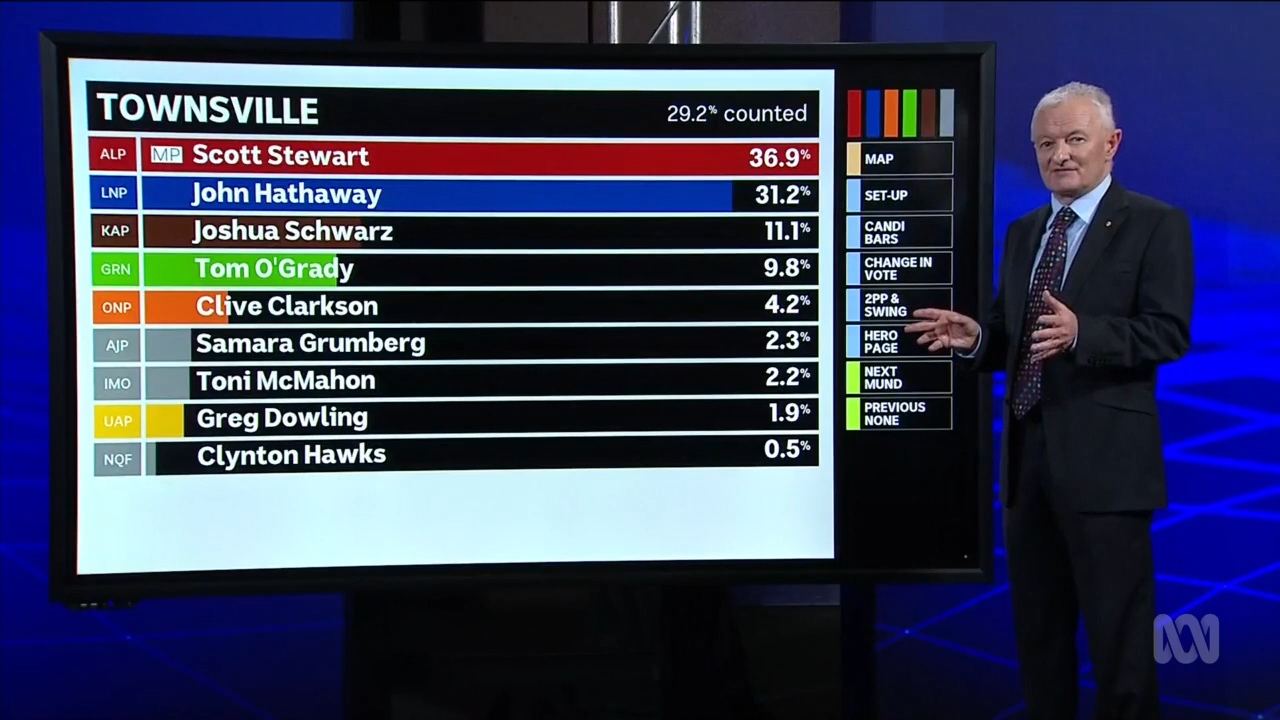 TOWNSVILLE 29.2% counted
ALP MP Scott Stewart 36.9%
LNP John Hathaway 31.2%
KAP Joshua Schwarz 11.1%
GRN Tom O'Grady 9.8%
ONP Clive Clarkson 4.2%
AJP Samara Grumberg 2.3%
IMO Toni McMahon 2.2%
UAP Greg Dowling 1.9%
NQF Clynton Hawks 0.5%
MAP
SET-UP
CANDI
BARS
CHANGE IN
VOTE
2PP &
SWING
HERO
PAGE
NEXT
MUND
PREVIOUS
NONE